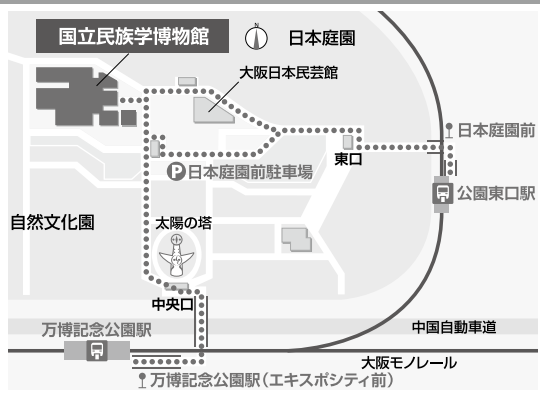 国立民族学博物館
N
日本庭園
大阪日本民芸館
日本庭園前
東口
P日本庭園前駐車場
公園東口駅
自然文化園
太陽の塔
中央口
万博記念公園駅
中国自動車道
大阪モノレール
万博記念公園駅(エキスポシティ前)